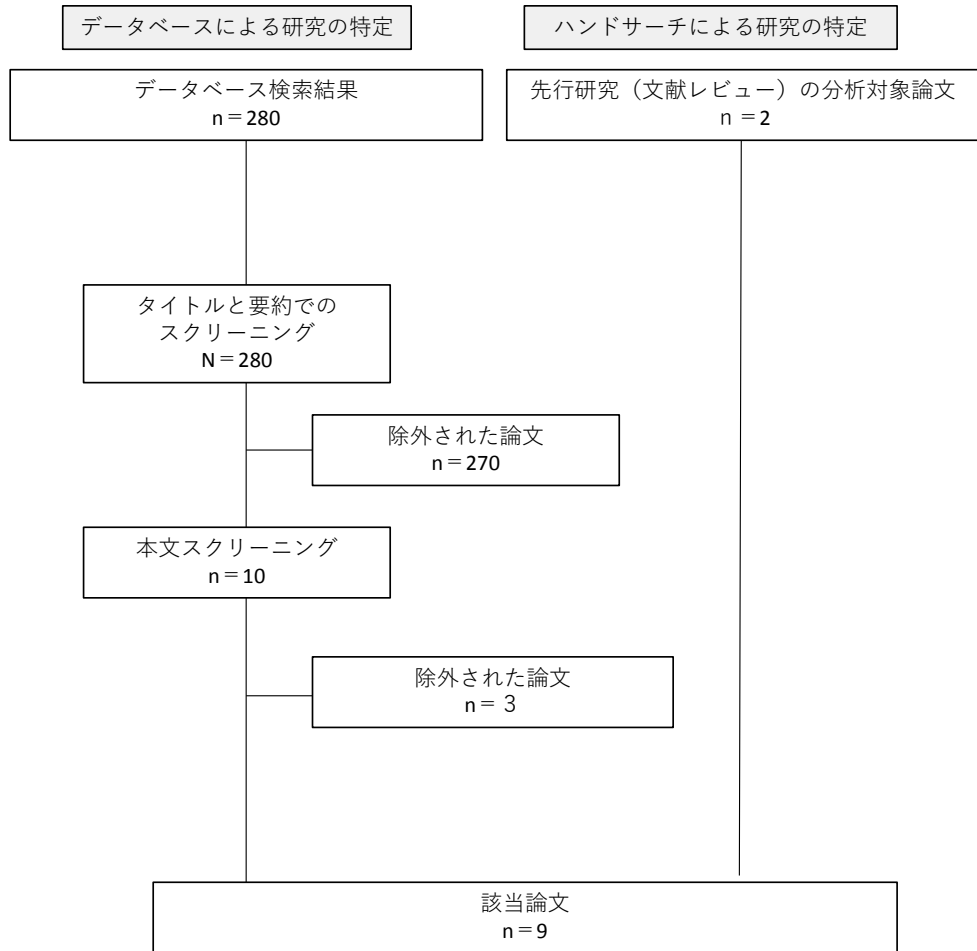 データベースによる研究の特定
ハンドサーチによる研究の特定
データベース検索結果
n＝280
先行研究（文献レビュー）の分析対象論文
ｎ＝2
タイトルと要約での
スクリーニング
N＝280
除外された論文
n＝270
本文スクリーニング
n＝10
除外された論文
n＝３
該当論文
n＝9